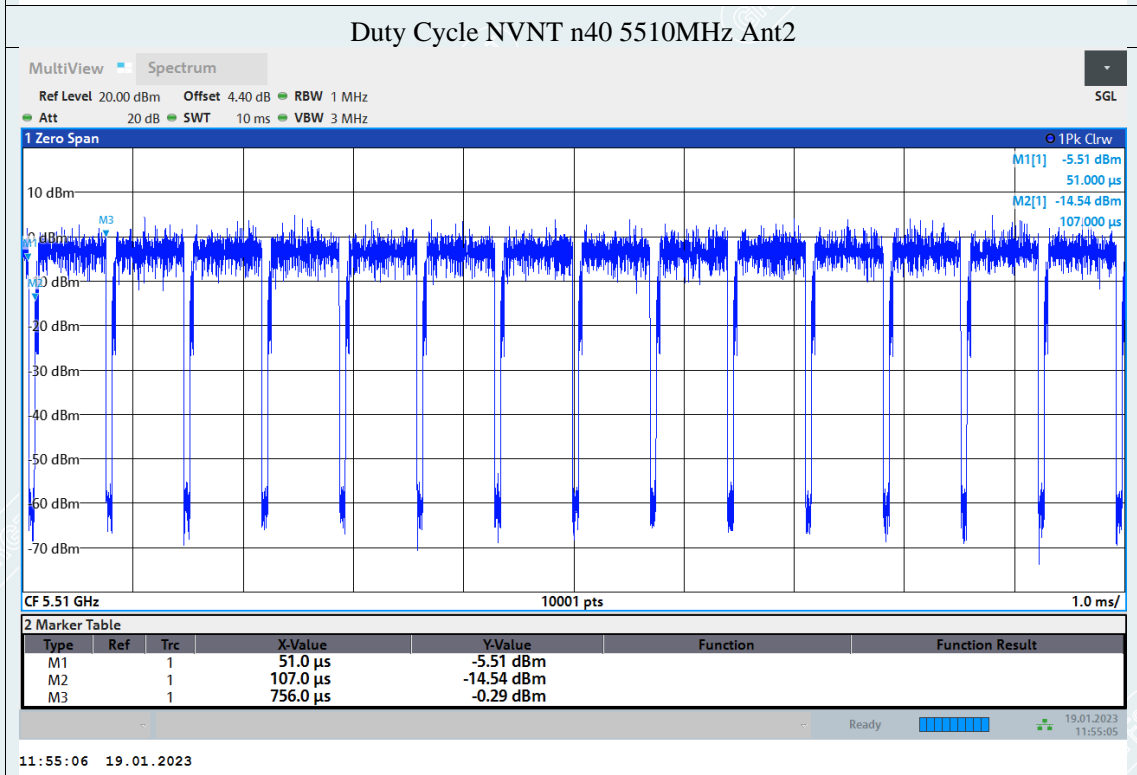 Duty Cycle NVNT n40 5510MHz Ant2
MultiView Spectrum
Ref Level 20.00 dBm Offset 4.40 dB RBW 1 MHz SGL
Att 20 dB SWT 10 ms VBW 3 MHz
1 Zero Span 1Pk Clrw
M1[1] -5.51 dBm
51.000 µs
M2[1] -14.54 dBm
107.000 µs
10 dBm
M3
0 dBm
M1
M2
-20 dBm
-30 dBm
-40 dBm
-50 dBm
-60 dBm
-70 dBm
CF 5.51 GHz 10001 pts 1.0 ms/
2 Marker Table
Type Ref Trc X-Value Y-Value Function Function Result
M1 1 51.0 µs -5.51 dBm
M2 1 107.0 µs -14.54 dBm
M3 1 756.0 µs -0.29 dBm
Ready 19.01.2023
11:55:05
11:55:06 19.01.2023